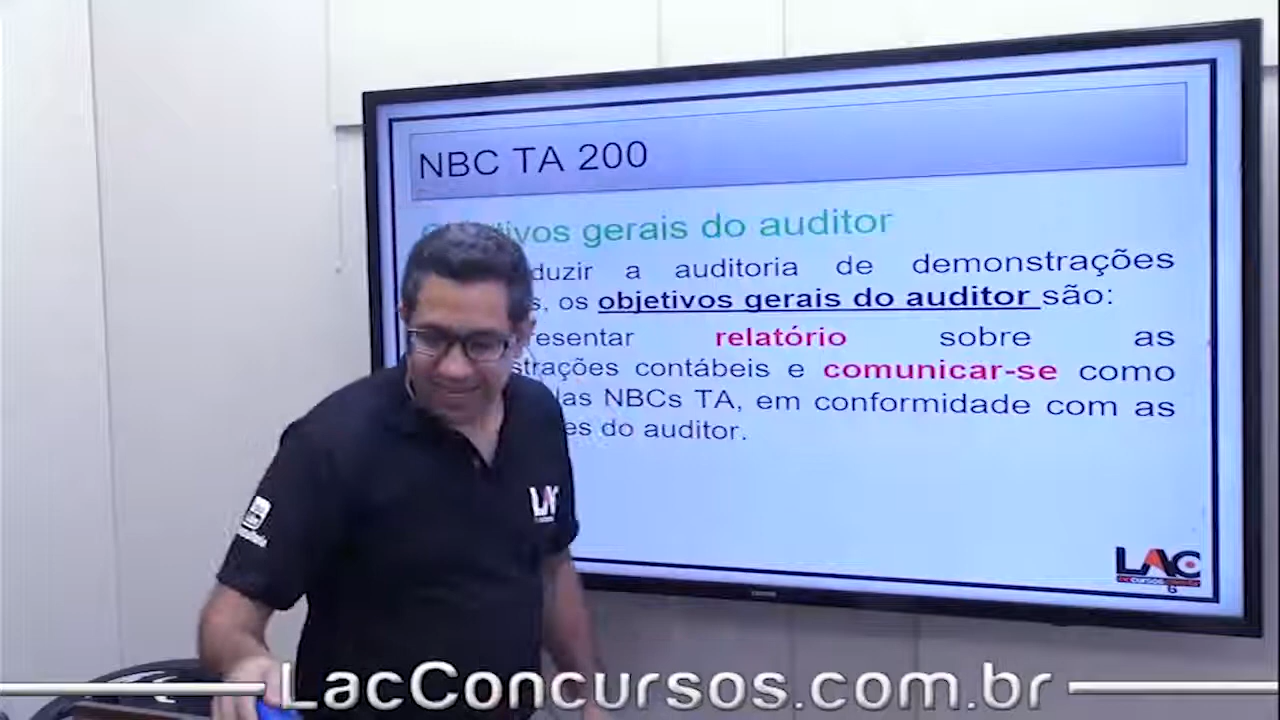 NBC TA 200
tivos gerais do auditor
duzir a auditoria de demonstrações
s, os objetivos gerais do auditor são:
resentar relatório sobre as
strações contábeis e comunicar-se como
las NBCs TA, em conformidade com as
es do auditor.
LAC
6
LacConcursos.com.br